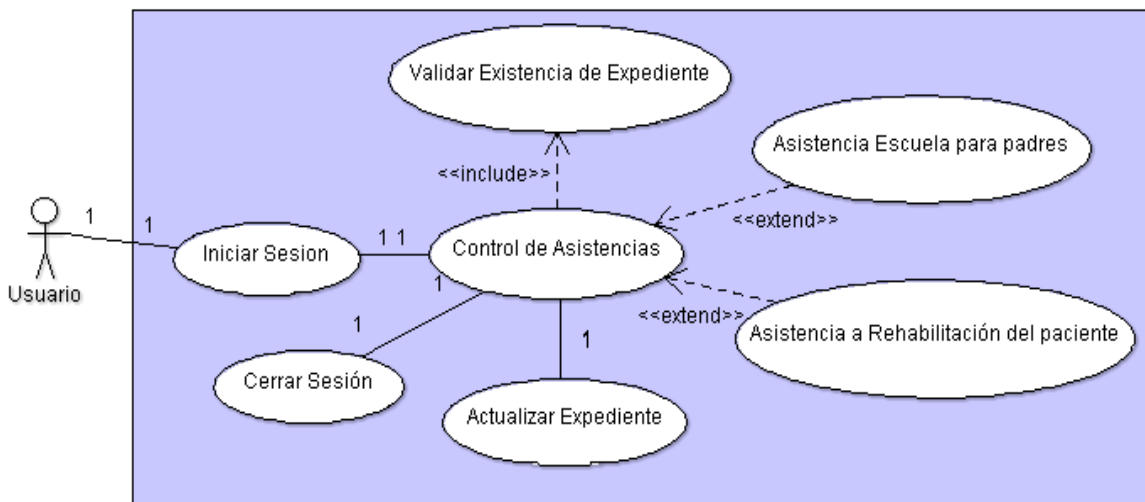 Validar Existencia de Expediente
Asistencia Escuela para padres
<<include>>
<<extend>>
1
1
Iniciar Sesion
1 1
Control de Asistencias
Usuario
1
<<extend>>
Asistencia a Rehabilitación del paciente
1
1
Cerrar Sesión
Actualizar Expediente